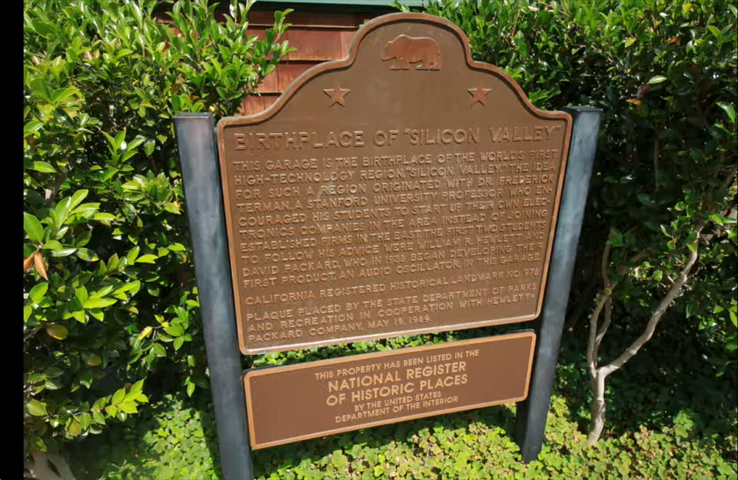 BIRTHPLACE OF "SILICON VALLEY"
THIS GARAGE IS THE BIRTHPLACE OF THE WORLD'S FIRST
HIGH-TECHNOLOGY REGION, "SILICON VALLEY." THE IDEA
FOR SUCH A REGION ORIGINATED WITH DR. FREDERICK
TERMAN, A STANFORD UNIVERSITY PROFESSOR WHO EN-
COURAGED HIS STUDENTS TO START UP THEIR OWN ELEC-
TRONICS COMPANIES IN THE AREA INSTEAD OF JOINING
ESTABLISHED FIRMS IN THE EAST. THE FIRST TWO STUDENTS
TO FOLLOW HIS ADVICE WERE WILLIAM R. HEWLETT AND
DAVID PACKARD, WHO IN 1938 BEGAN DEVELOPING THEIR
FIRST PRODUCT, AN AUDIO OSCILLATOR, IN THIS GARAGE.
CALIFORNIA REGISTERED HISTORICAL LANDMARK NO. 976
PLAQUE PLACED BY THE STATE DEPARTMENT OF PARKS
AND RECREATION IN COOPERATION WITH HEWLETT-
PACKARD COMPANY, MAY 19, 1989.
THIS PROPERTY HAS BEEN LISTED IN THE
NATIONAL REGISTER
OF HISTORIC PLACES
BY THE UNITED STATES
DEPARTMENT OF THE INTERIOR